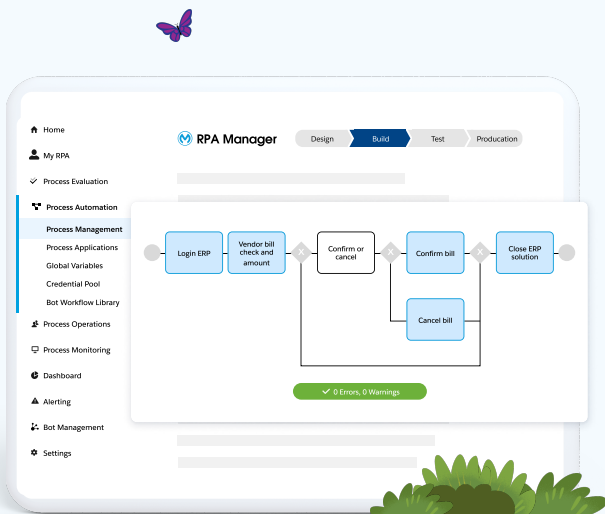 Home
My RPA
Process Evaluation
Process Automation
Process Management
Process Applications
Global Variables
Credential Pool
Bot Workflow Library
Process Operations
Process Monitoring
Dashboard
Alerting
Bot Management
Settings
RPA Manager
Design
Build
Test
Producation
Login ERP
Vendor bill
check and
amount
X
Confirm or
cancel
X
Confirm bill
X
Close ERP
solution
Cancel bill
0 Errors, 0 Warnings